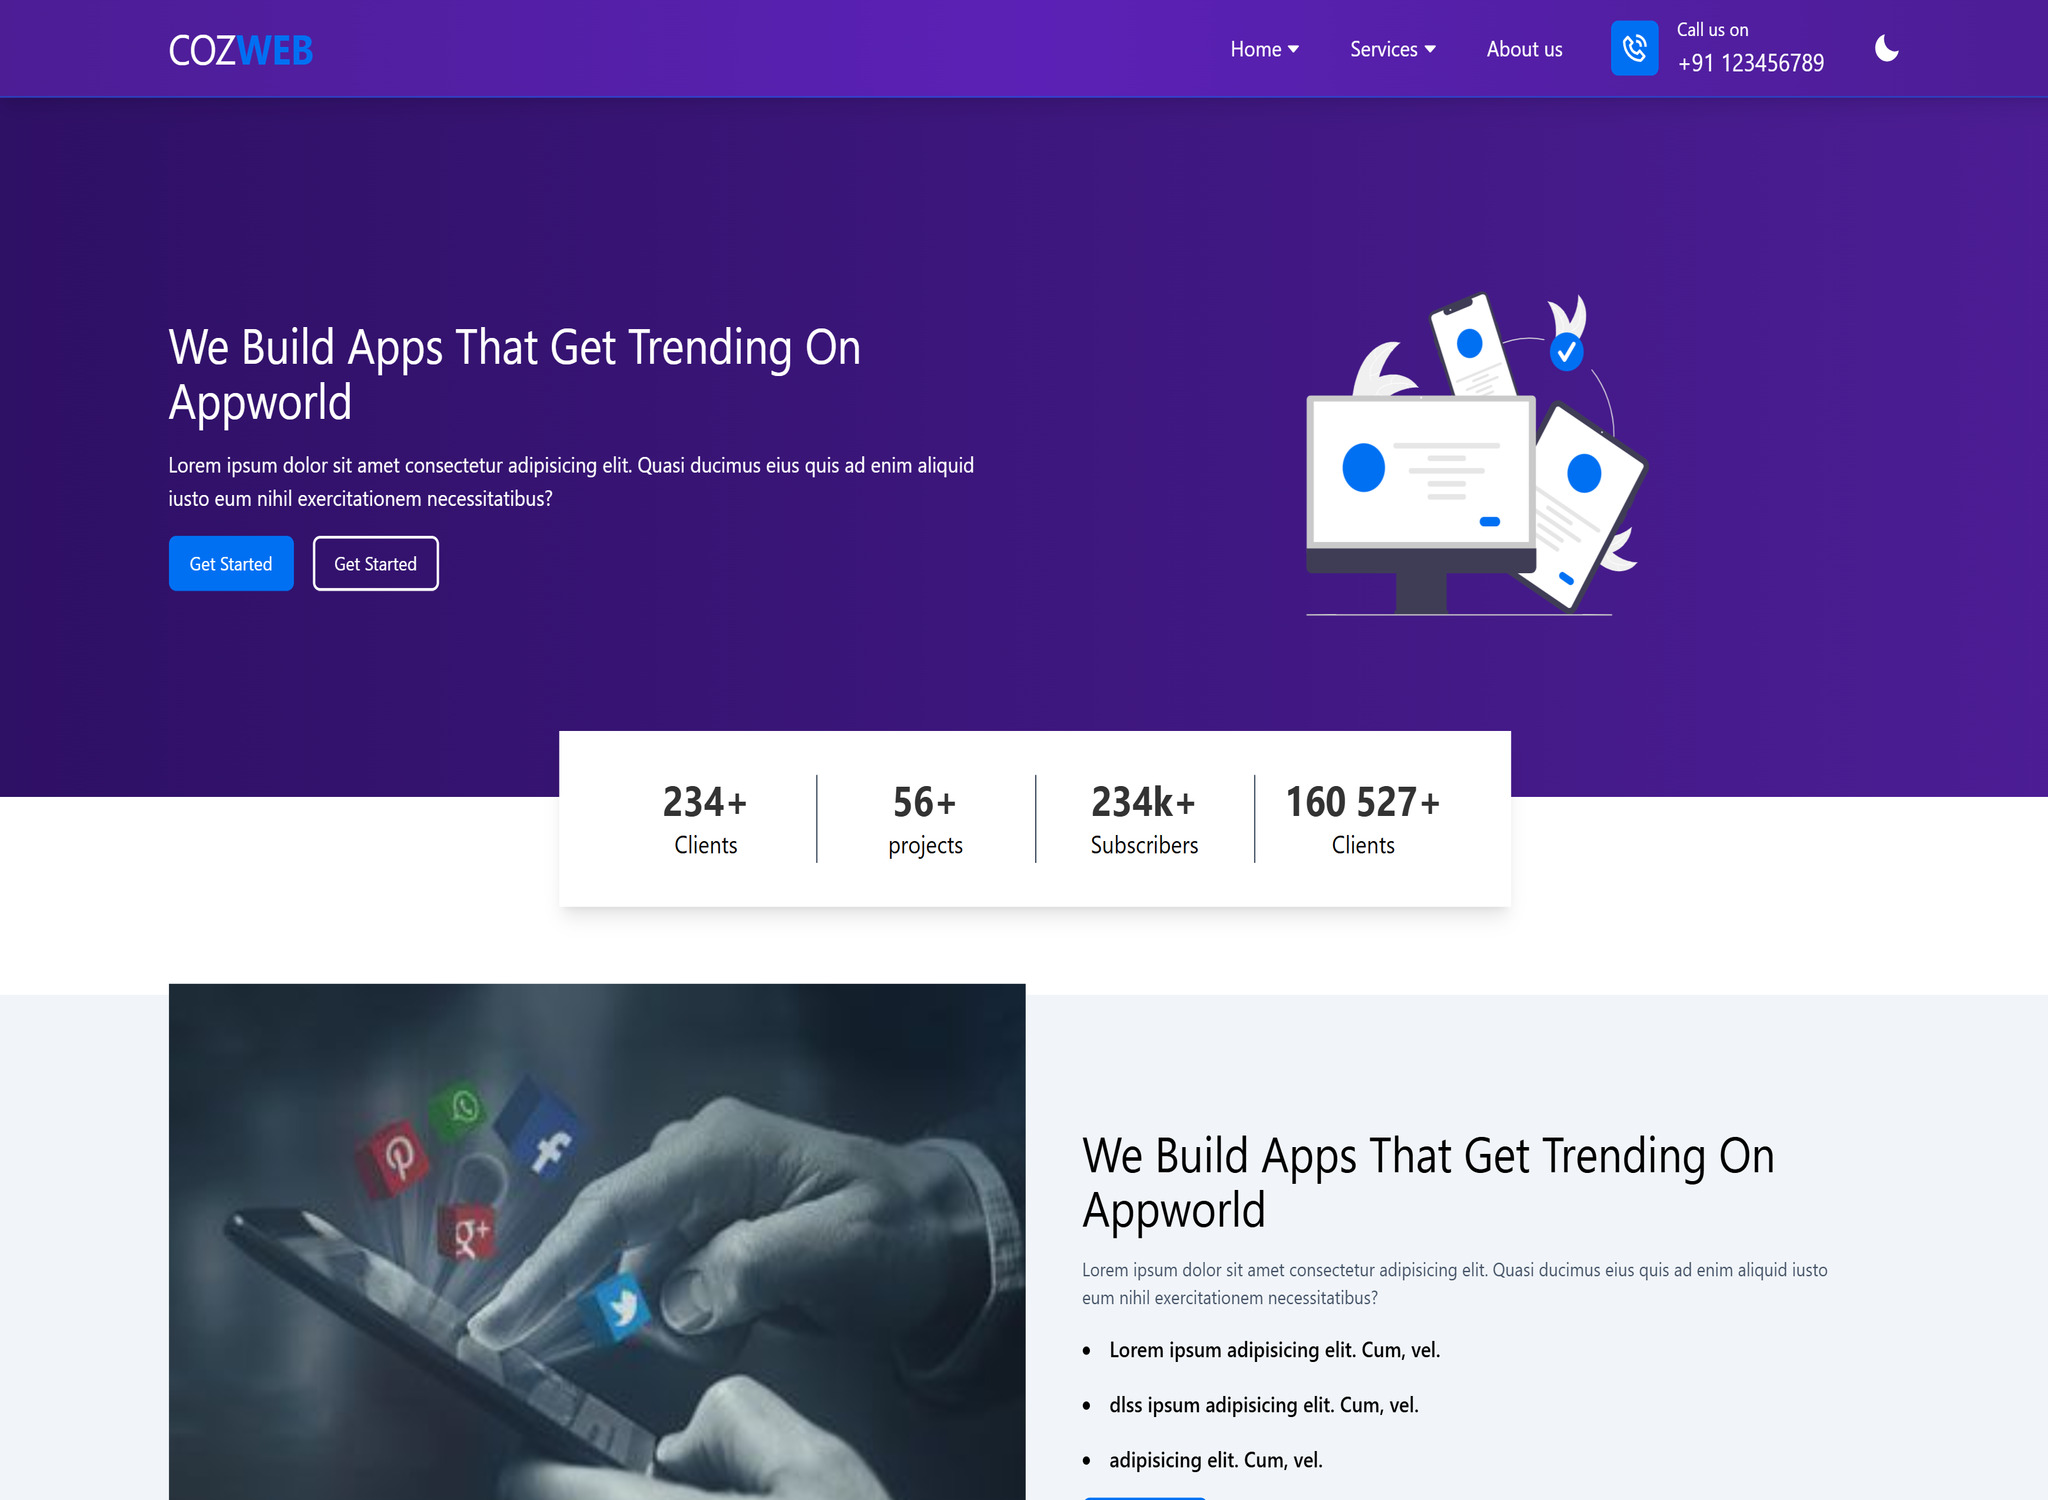 COZWEB
Home
Services
About us
Call us on
+91 123456789
We Build Apps That Get Trending On
Appworld
Lorem ipsum dolor sit amet consectetur adipisicing elit. Quasi ducimus eius quis ad enim aliquid
iusto eum nihil exercitationem necessitatibus?
Get Started
Get Started
234+
Clients
56+
projects
234k+
Subscribers
160 527+
Clients
g+
We Build Apps That Get Trending On
Appworld
Lorem ipsum dolor sit amet consectetur adipisicing elit. Quasi ducimus eius quis ad enim aliquid iusto
eum nihil exercitationem necessitatibus?
• Lorem ipsum adipisicing elit. Cum, vel.
• dlss ipsum adipisicing elit. Cum, vel.
• adipisicing elit. Cum, vel.